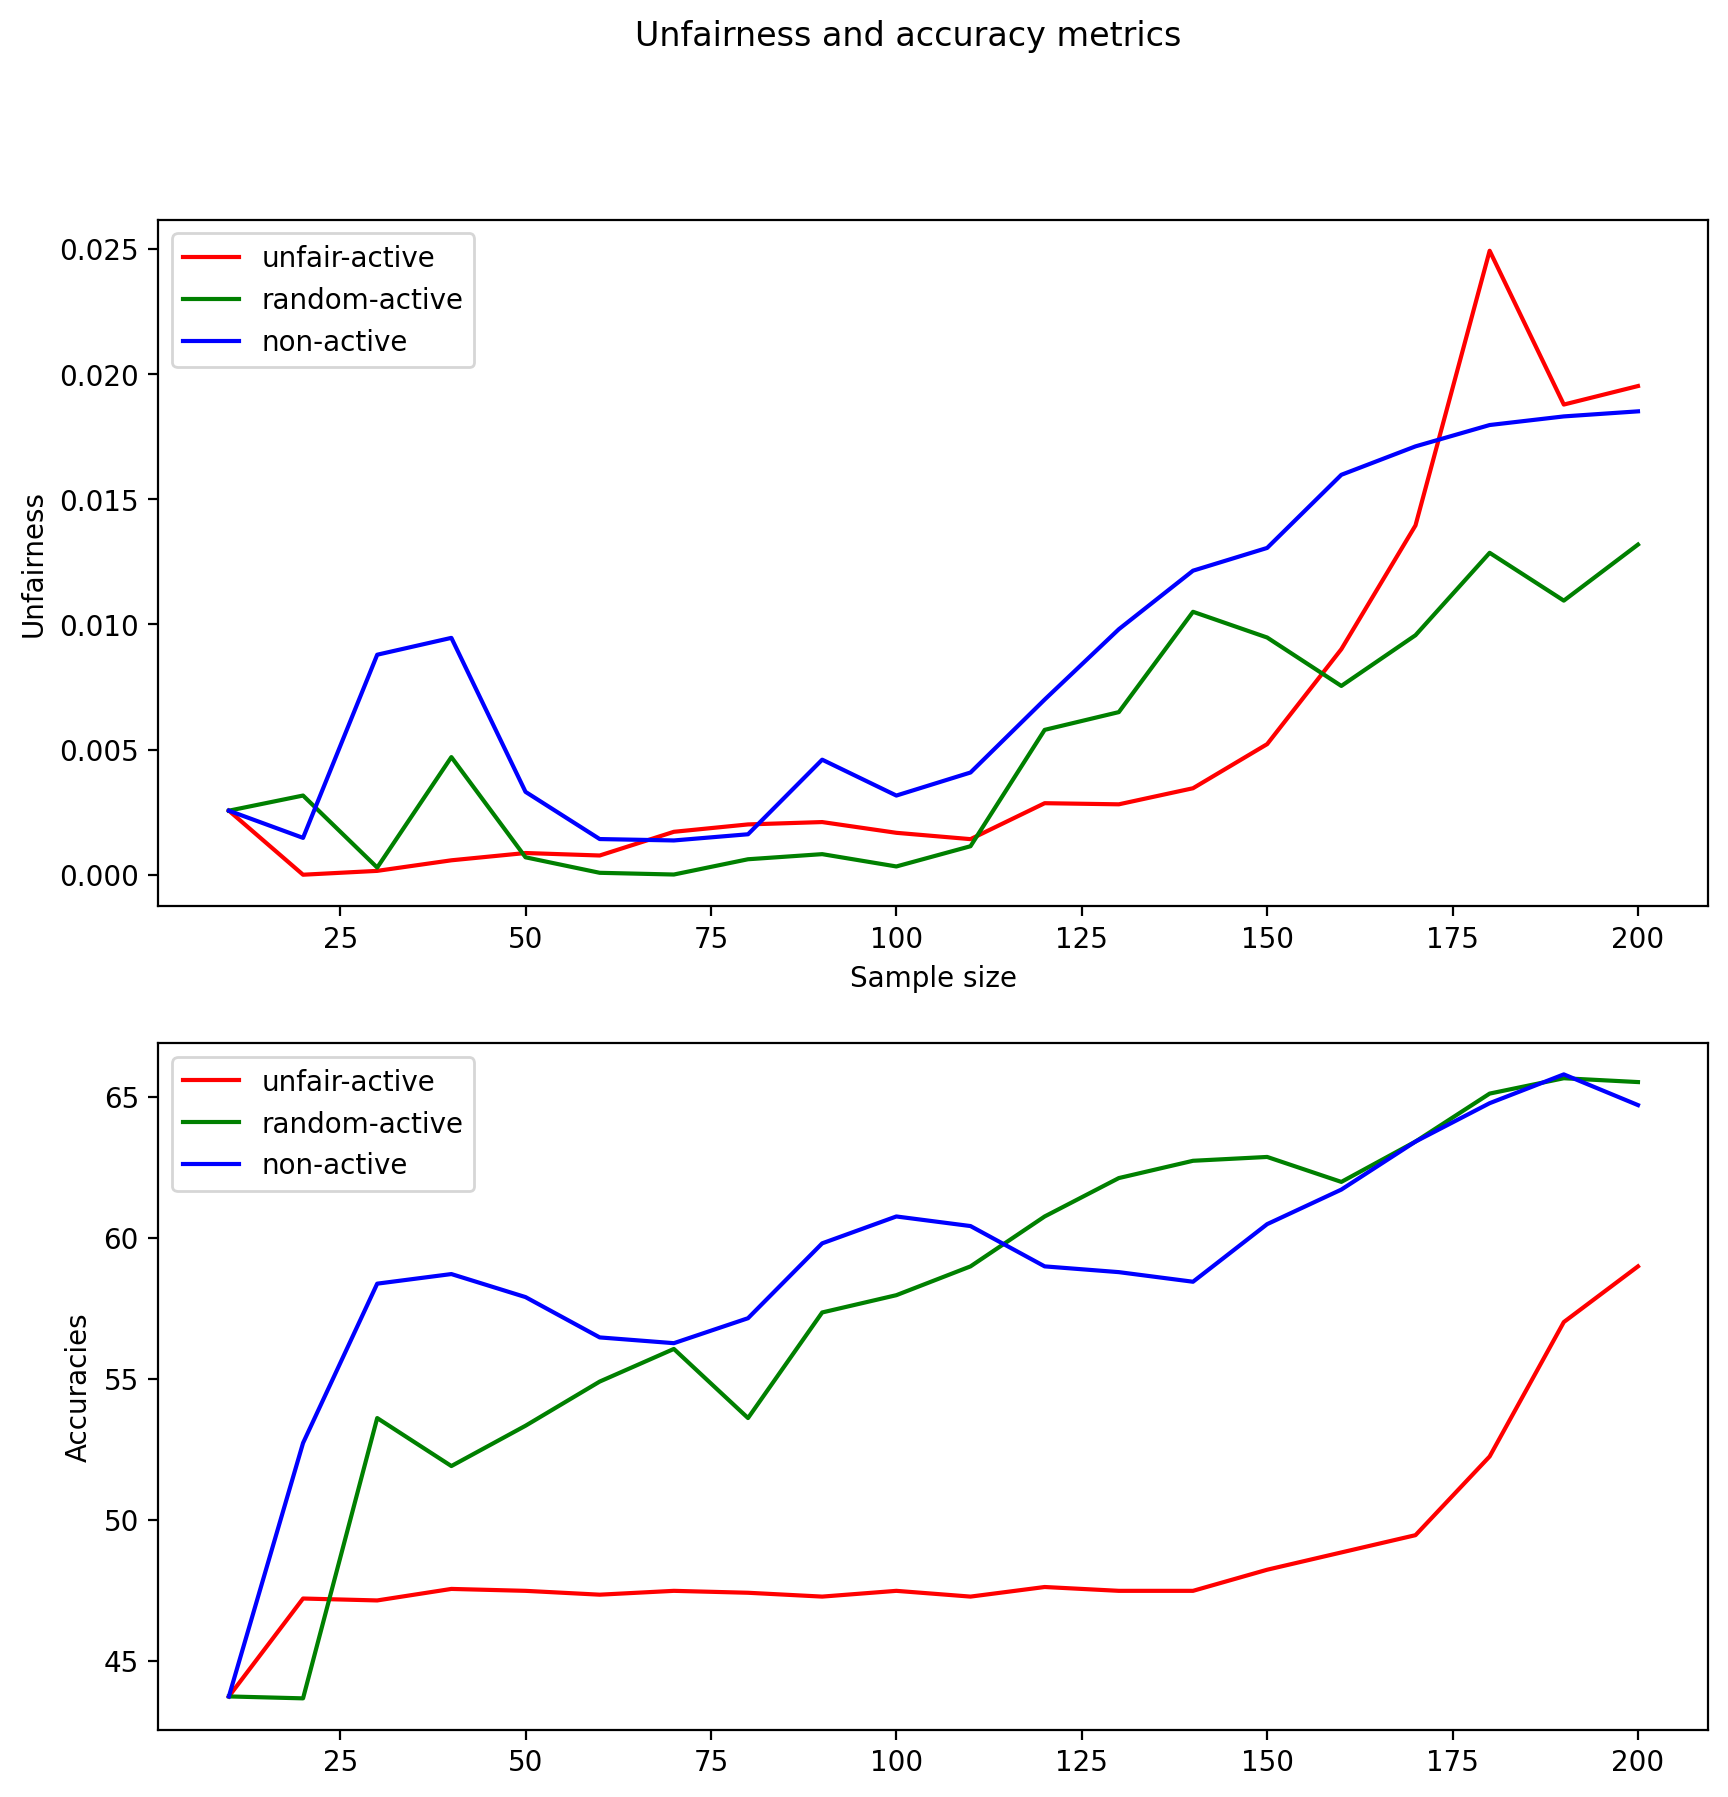 Unfairness and accuracy metrics
unfair-active
random-active
non-active
0.025
0.020
0.015
0.010
0.005
0.000
Unfairness
25 50 75 100 125 150 175 200
Sample size
unfair-active
random-active
non-active
65
60
55
50
45
Accuracies
25 50 75 100 125 150 175 200